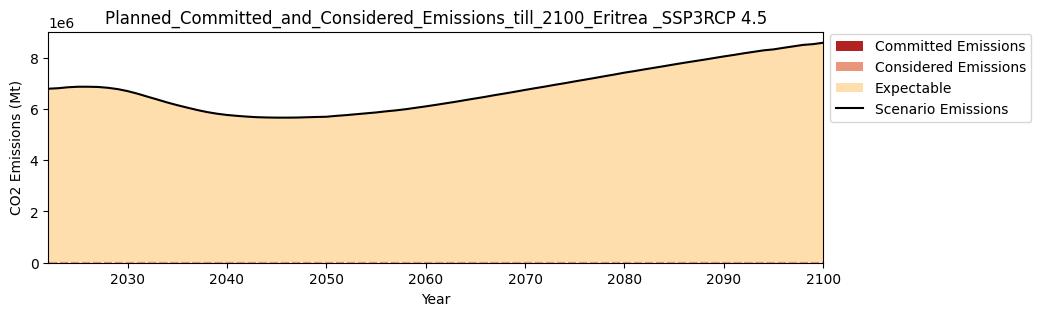 Planned_Committed_and_Considered_Emissions_till_2100_Eritrea _SSP3RCP 4.5
1e6
8
6
4
2
0
CO2 Emissions (Mt)
2030 2040 2050 2060 2070 2080 2090 2100
Year
Committed Emissions
Considered Emissions
Expectable
Scenario Emissions